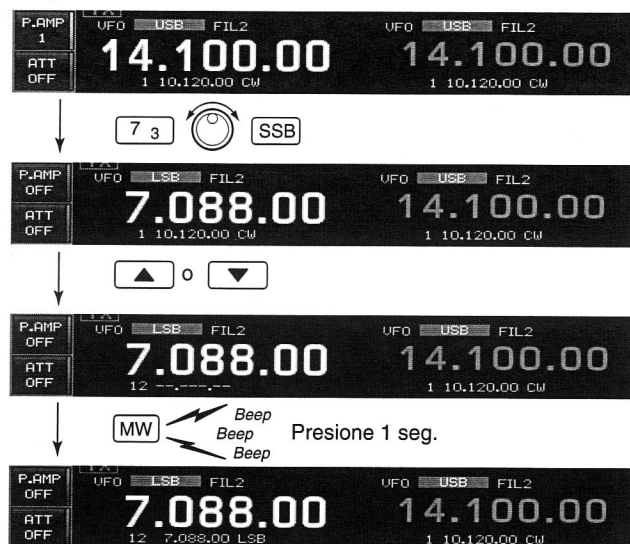 P.AMP 1
ATT OFF
TX
VFO USB FIL2
14.100.00
1 10.120.00 CW
VFO USB FIL2
14.100.00
1 10.120.00 CW
7 3 SSB
P.AMP OFF
ATT OFF
TX
VFO LSB FIL2
7.088.00
1 10.120.00 CW
VFO USB FIL2
14.100.00
1 10.120.00 CW
▲ o ▼
P.AMP OFF
ATT OFF
TX
VFO LSB FIL2
7.088.00
12 --.---.--
VFO USB FIL2
14.100.00
1 10.120.00 CW
MW Beep Beep Beep Presione 1 seg.
P.AMP OFF
ATT OFF
TX
VFO LSB FIL2
7.088.00
12 7.088.00 LSB
VFO USB FIL2
14.100.00
1 10.120.00 CW